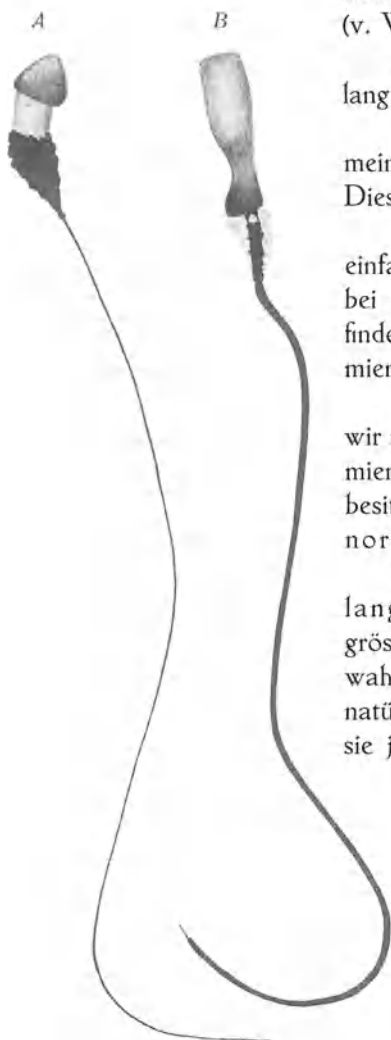 A B
(v. V
lang
mein
Dies
einfa
bei
finde
mier
wir
mier
besit
nor
lang
grös
wah
natü
sie j